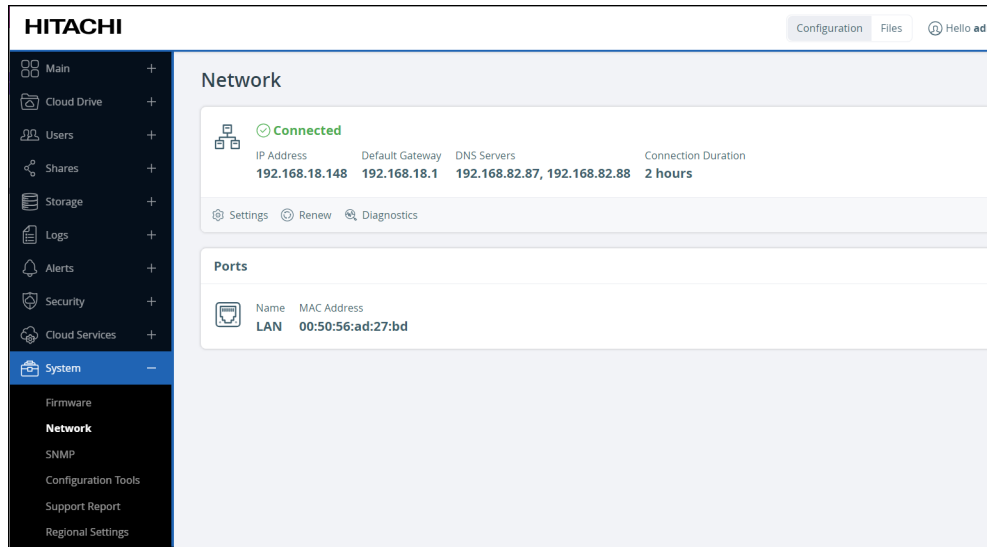 HITACHI
Configuration Files Hello ad
Main
Cloud Drive
Users
Shares
Storage
Logs
Alerts
Security
Cloud Services
System
Firmware
Network
SNMP
Configuration Tools
Support Report
Regional Settings
Network
Connected
IP Address Default Gateway DNS Servers Connection Duration
192.168.18.148 192.168.18.1 192.168.82.87, 192.168.82.88 2 hours
Settings Renew Diagnostics
Ports
Name MAC Address
LAN 00:50:56:ad:27:bd